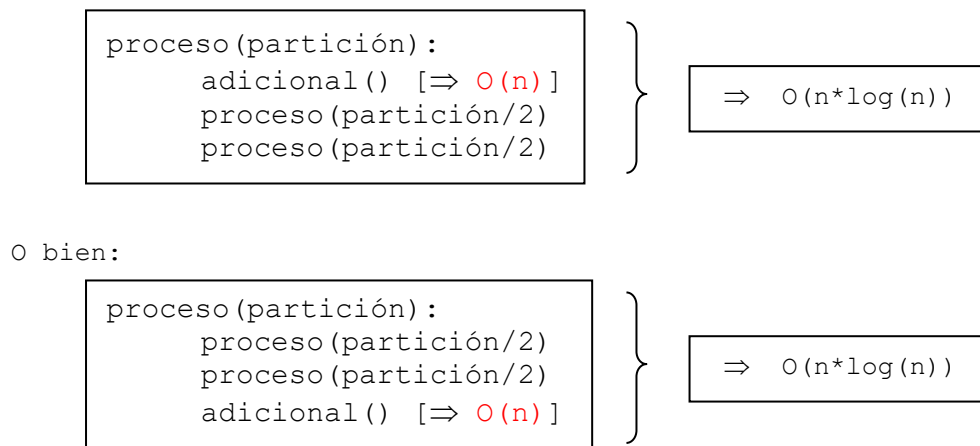 proceso(partición):
adicional() [⇒ O(n)]
proceso(partición/2)
proceso(partición/2)
⇒ O(n*log(n))
O bien:
proceso(partición):
proceso(partición/2)
proceso(partición/2)
adicional() [⇒ O(n)]
⇒ O(n*log(n))